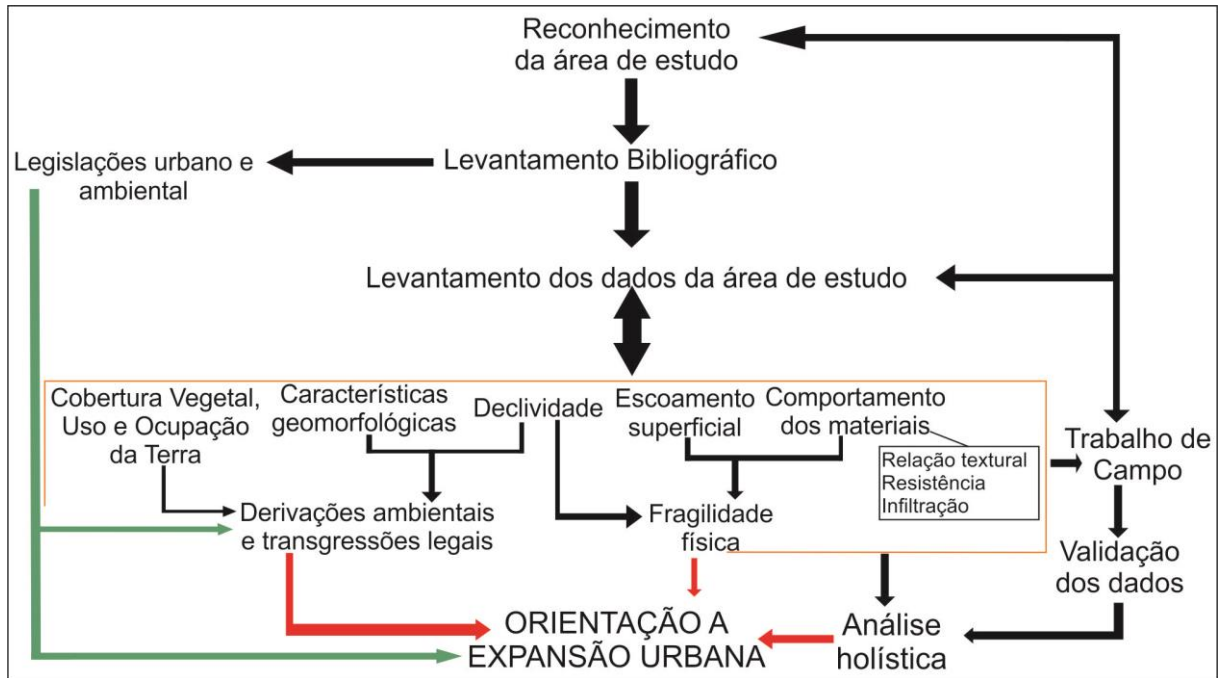 Reconhecimento
da área de estudo
Legislações urbano e
ambiental
Levantamento Bibliográfico
Levantamento dos dados da área de estudo
Cobertura Vegetal,
Uso e Ocupação
da Terra
Características
geomorfológicas
Declividade
Escoamento
superficial
Comportamento
dos materiais
Relação textural
Resistência
Infiltração
Trabalho de
Campo
Derivações ambientais
e transgressões legais
Fragilidade
física
Validação
dos dados
ORIENTAÇÃO A
EXPANSÃO URBANA
Análise
holística